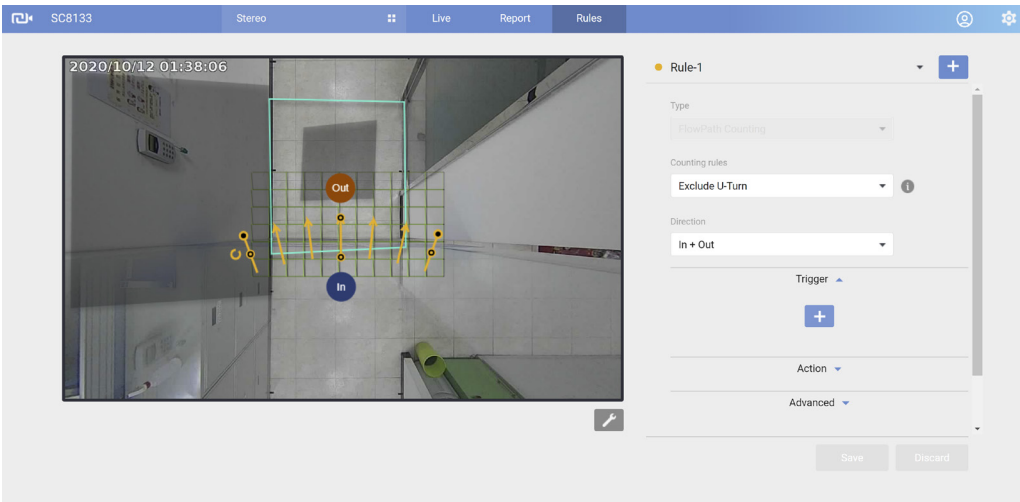 SC8133
Stereo
Live
Report
Rules
2020/10/12 01:38:06
Out
In
Rule-1
Type
FlowPath Counting
Counting rules
Exclude U-Turn
Direction
In + Out
Trigger
Action
Advanced
Save
Discard